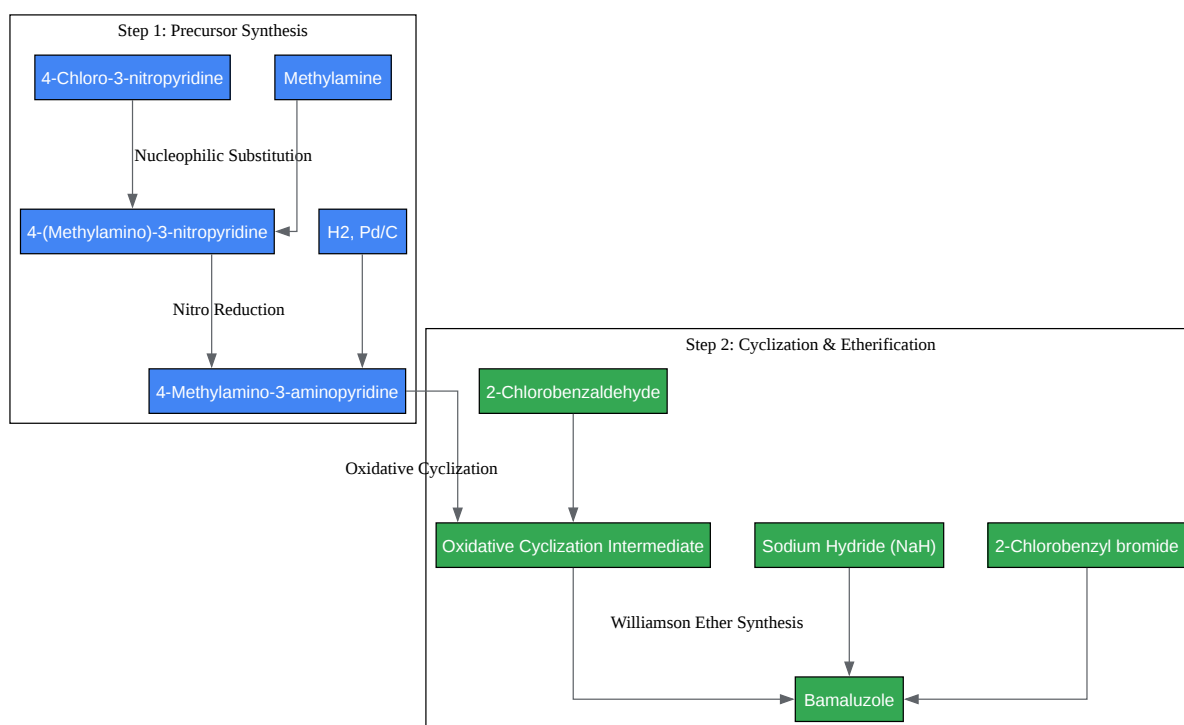 Step 1: Precursor Synthesis
4-Chloro-3-nitropyridine
Methylamine
Nucleophilic Substitution
4-(Methylamino)-3-nitropyridine
H2, Pd/C
Nitro Reduction
4-Methylamino-3-aminopyridine
Step 2: Cyclization & Etherification
2-Chlorobenzaldehyde
Oxidative Cyclization
Oxidative Cyclization Intermediate
Sodium Hydride (NaH)
2-Chlorobenzyl bromide
Williamson Ether Synthesis
Bamaluzole